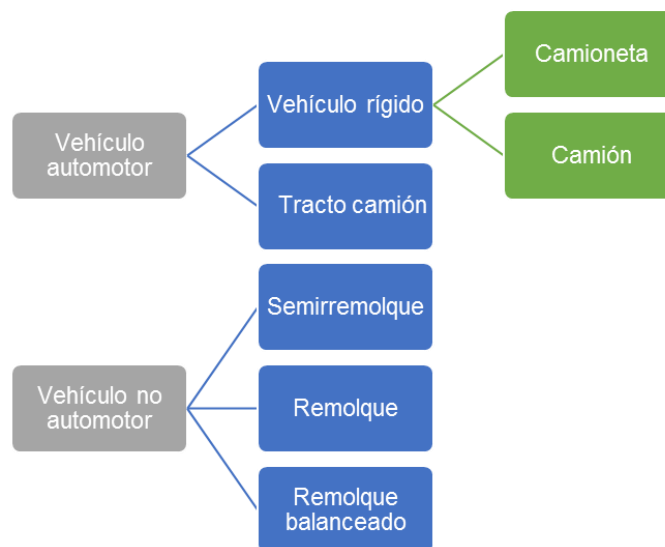 Vehículo
automotor
Vehículo rígido
Camioneta
Camión
Tracto camión
Vehículo no
automotor
Semirremolque
Remolque
Remolque
balanceado